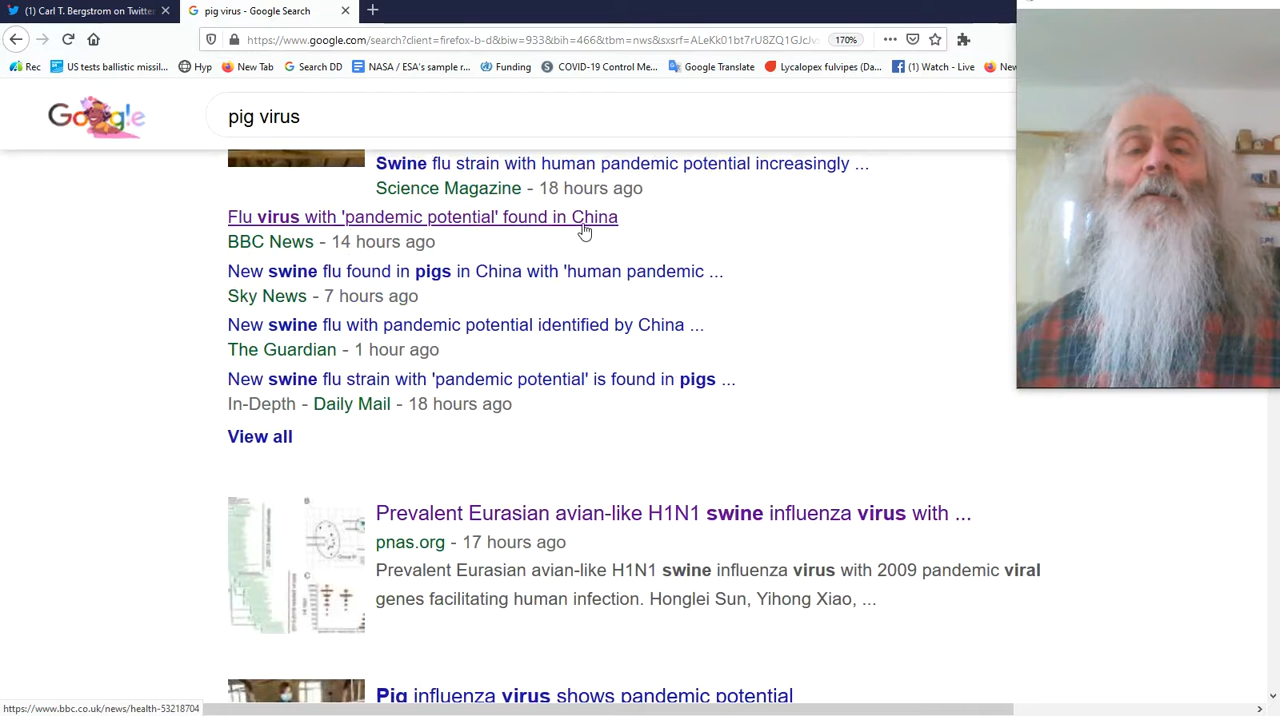 (1) Carl T. Bergstrom on Twitter
pig virus - Google Search
https://www.google.com/search?client=firefox-b-d&biw=933&bih=466&tbm=nws&sxsrf=ALeKk01bt7rU8ZQ1GJcJv
170%
Rec
US tests ballistic missil...
Hyp
New Tab
Search DD
NASA / ESA's sample r...
Funding
COVID-19 Control Me...
Google Translate
Lycalopex fulvipes (Da...
(1) Watch - Live
New
Google
pig virus
Swine flu strain with human pandemic potential increasingly ...
Science Magazine - 18 hours ago
Flu virus with 'pandemic potential' found in China
BBC News - 14 hours ago
New swine flu found in pigs in China with 'human pandemic ...
Sky News - 7 hours ago
New swine flu with pandemic potential identified by China ...
The Guardian - 1 hour ago
New swine flu strain with 'pandemic potential' is found in pigs ...
In-Depth - Daily Mail - 18 hours ago
View all
Prevalent Eurasian avian-like H1N1 swine influenza virus with ...
pnas.org - 17 hours ago
Prevalent Eurasian avian-like H1N1 swine influenza virus with 2009 pandemic viral
genes facilitating human infection. Honglei Sun, Yihong Xiao, ...
Pig influenza virus shows pandemic potential
https://www.bbc.co.uk/news/health-53218704